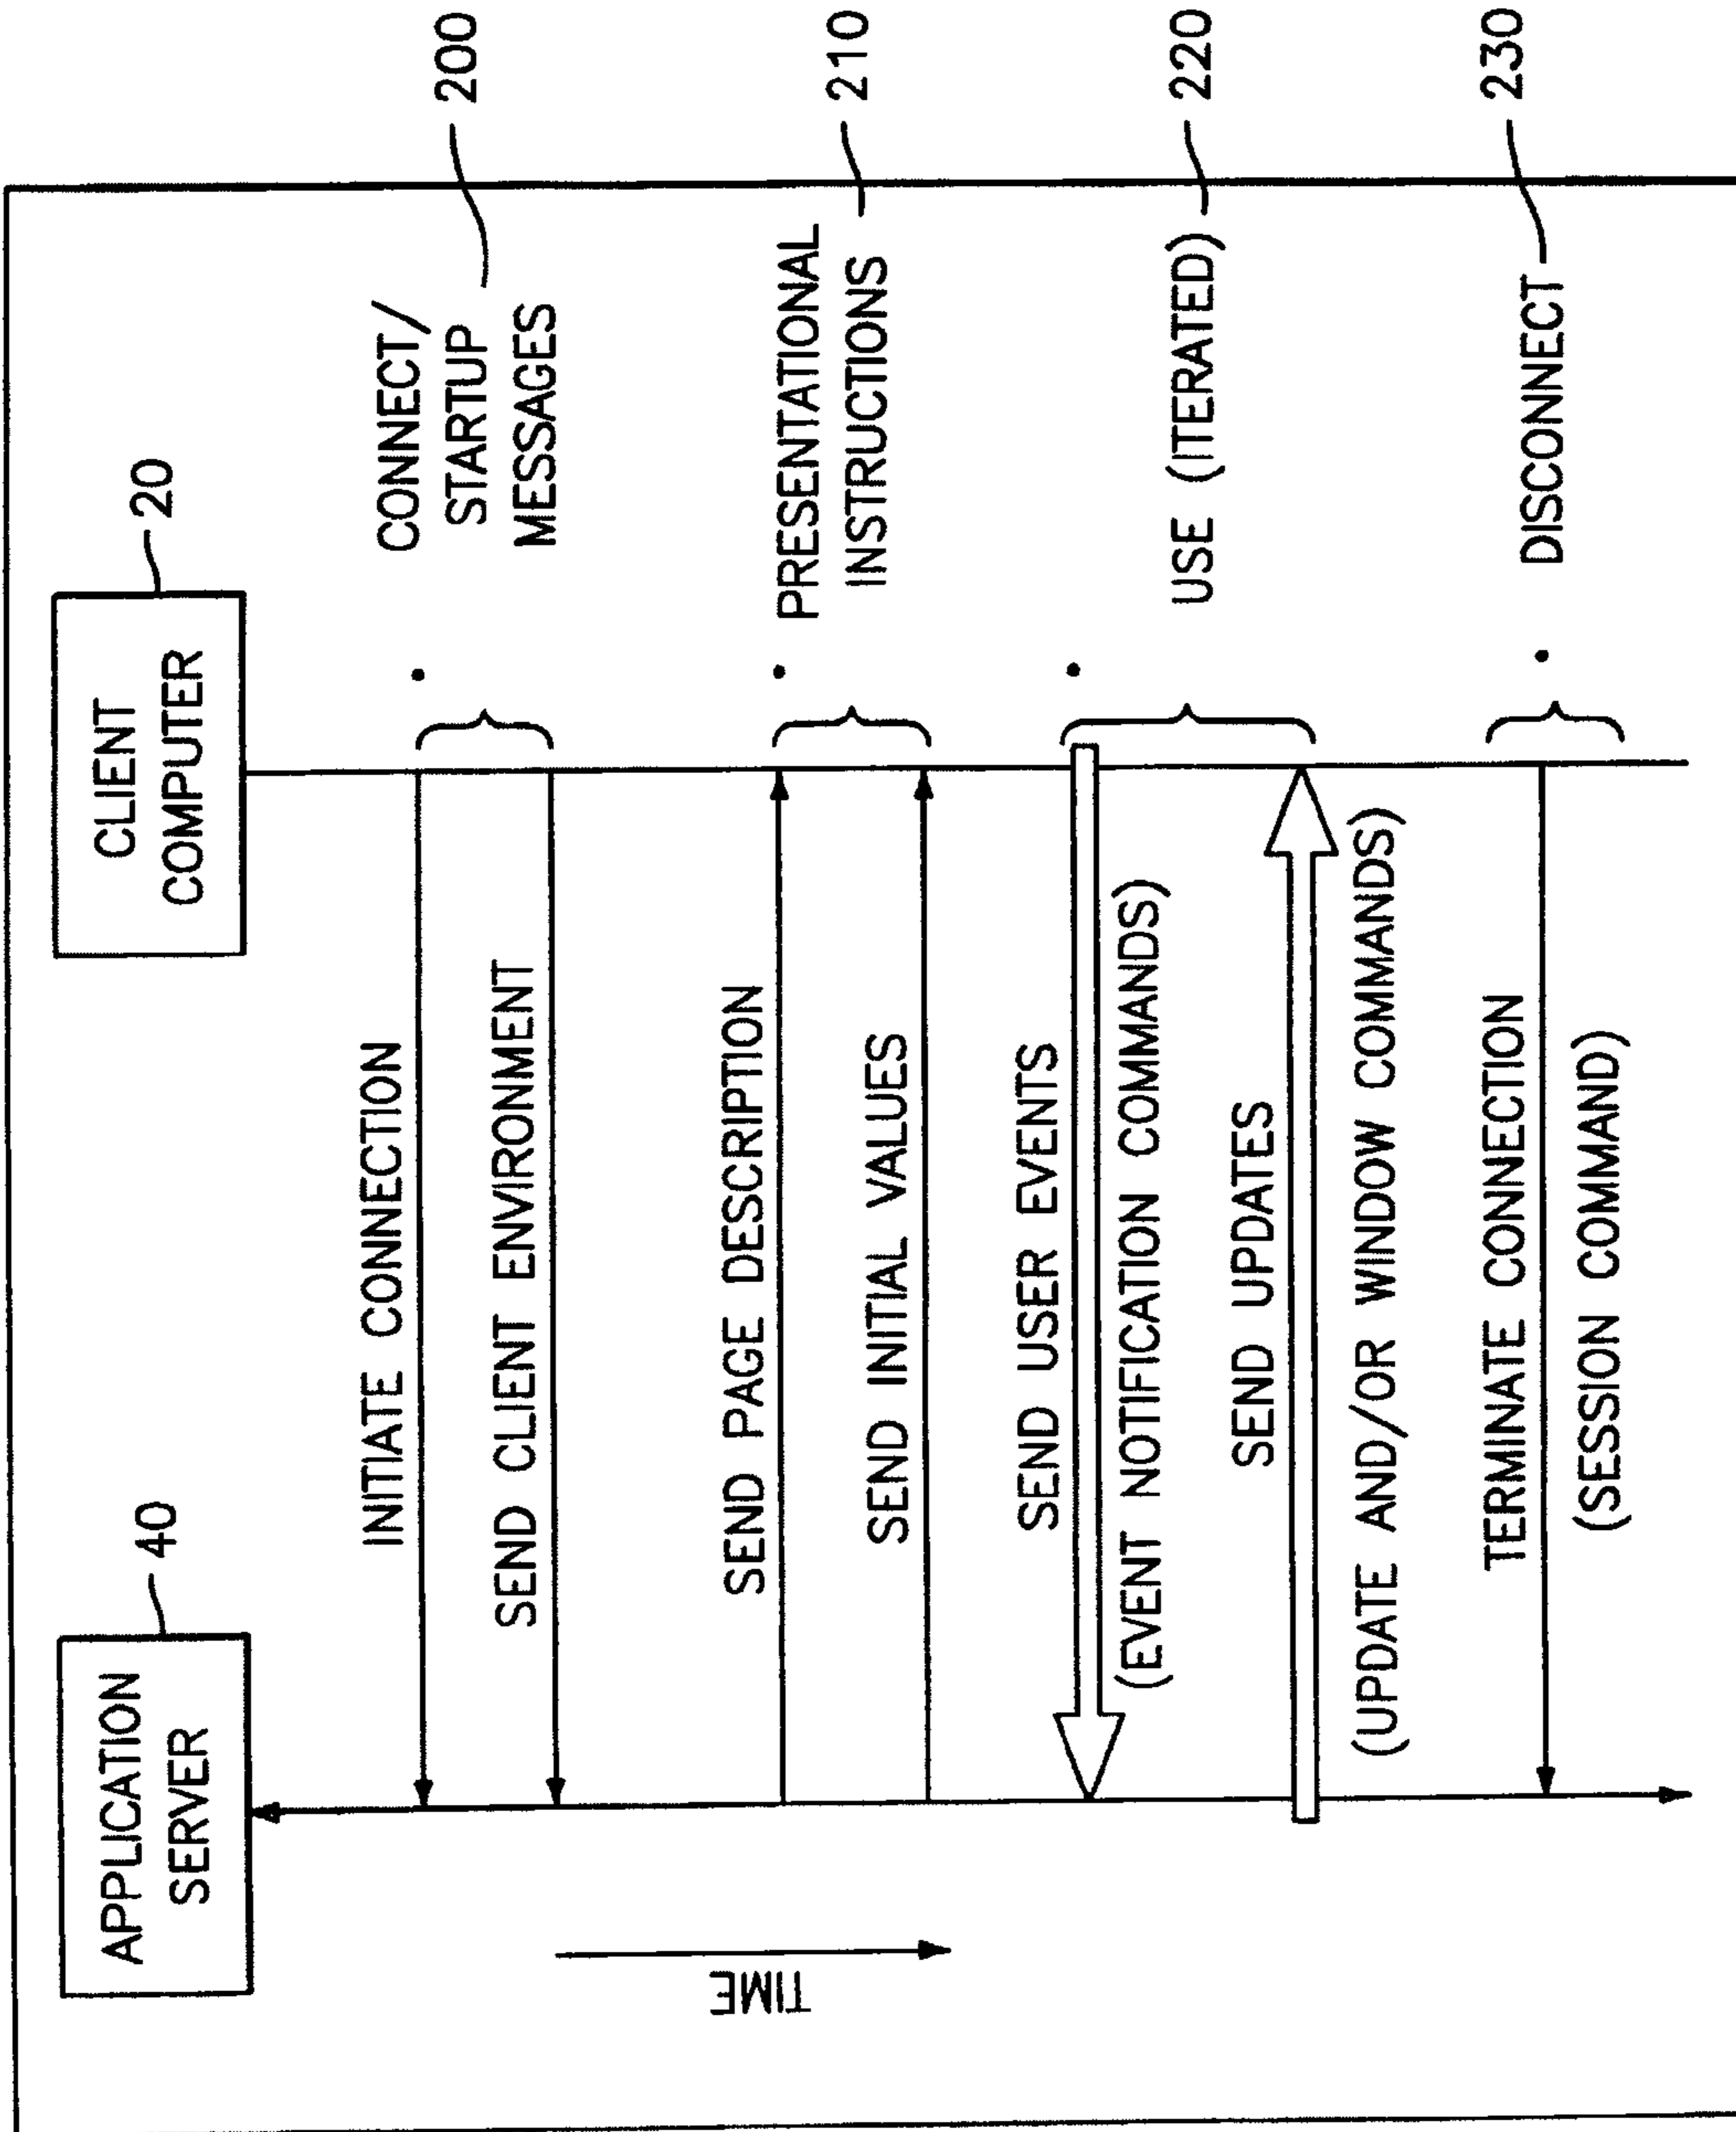 APPLICATION
SERVER
40
CLIENT
COMPUTER
20
TIME
INITIATE CONNECTION
SEND CLIENT ENVIRONMENT
CONNECT/
STARTUP
MESSAGES
200
SEND PAGE DESCRIPTION
SEND INITIAL VALUES
PRESENTATIONAL
INSTRUCTIONS
210
SEND USER EVENTS
(EVENT NOTIFICATION COMMANDS)
SEND UPDATES
(UPDATE AND/OR WINDOW COMMANDS)
USE (ITERATED)
220
TERMINATE CONNECTION
(SESSION COMMAND)
DISCONNECT
230